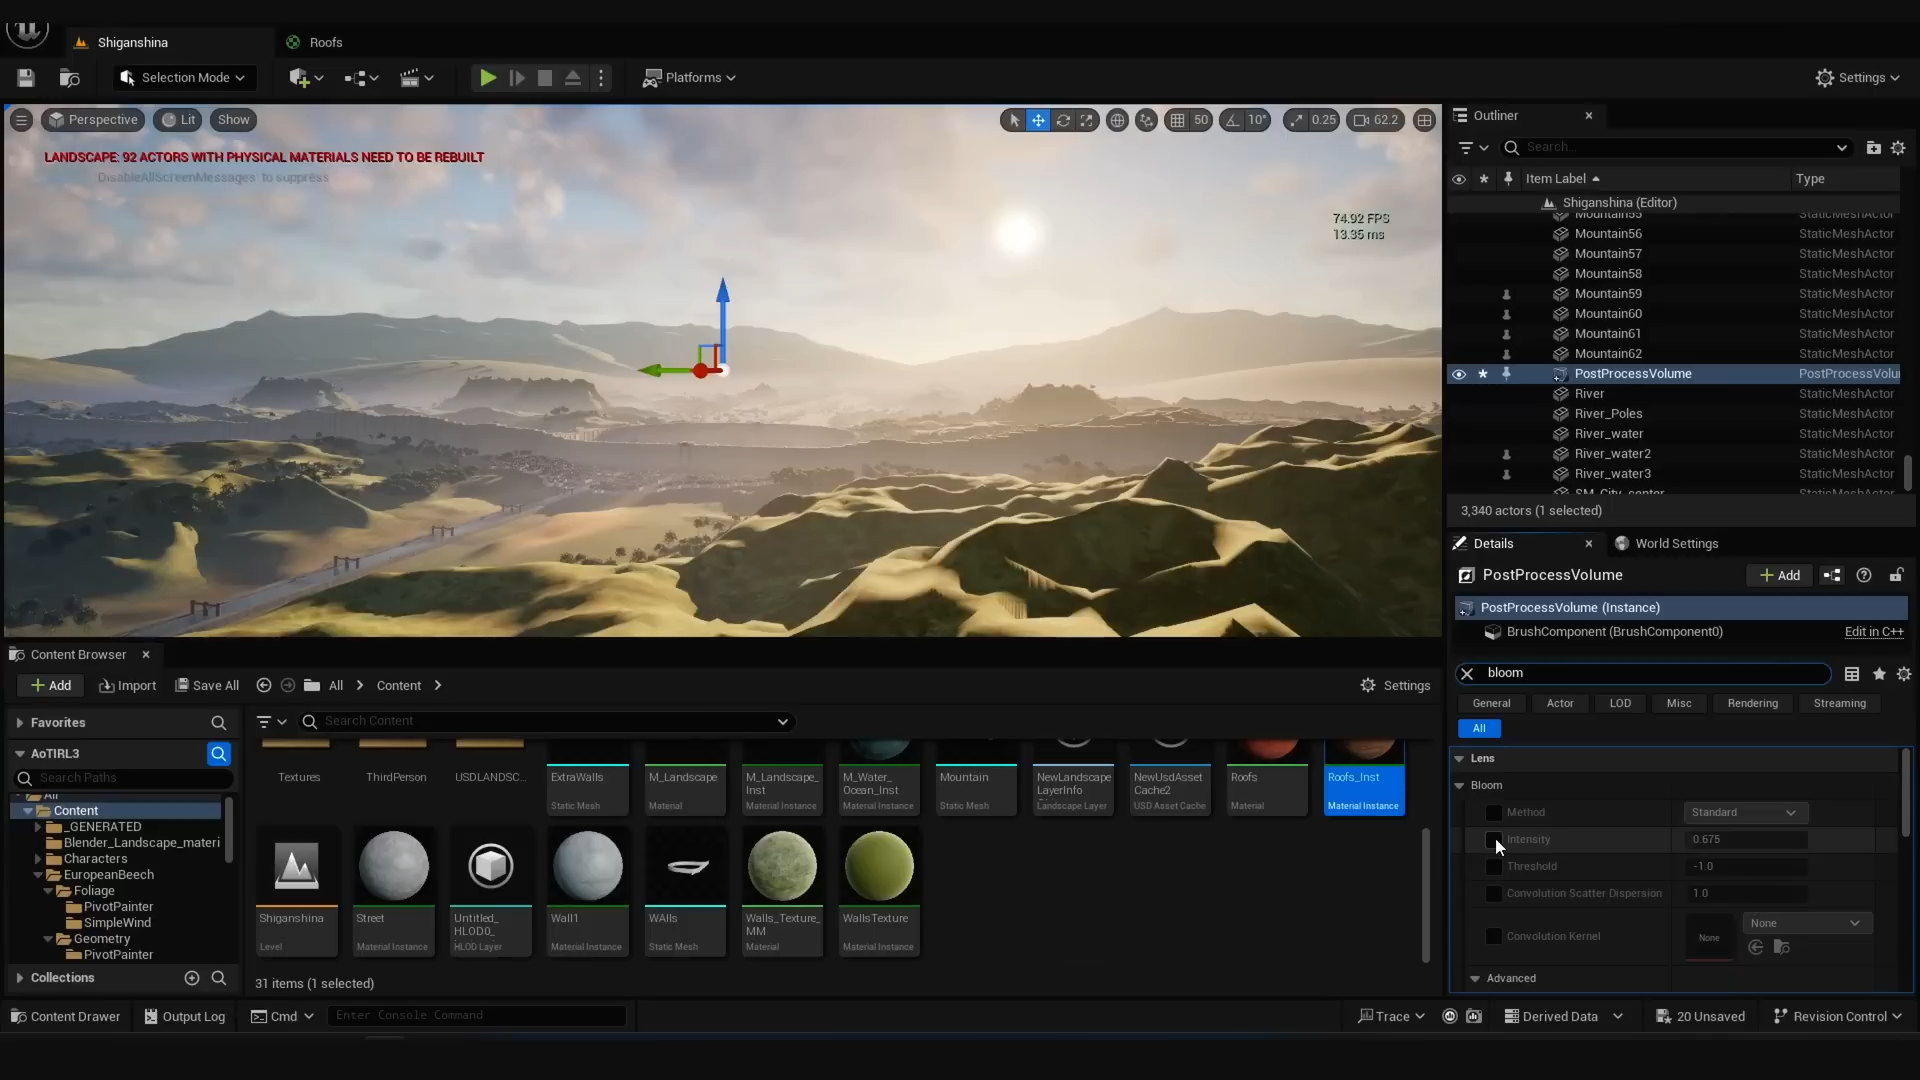 Shiganshina
Roofs
Selection Mode
Platforms
Settings
Perspective
Lit
Show
50
10°
0.25
62.2
LANDSCAPE: 92 ACTORS WITH PHYSICAL MATERIALS NEED TO BE REBUILT
'DisableAllScreenMessages' to suppress
74.92 FPS
13.35 ms
Outliner
Search...
Item Label
Type
Shiganshina (Editor)
Mountain55 StaticMeshActor
Mountain56 StaticMeshActor
Mountain57 StaticMeshActor
Mountain58 StaticMeshActor
Mountain59 StaticMeshActor
Mountain60 StaticMeshActor
Mountain61 StaticMeshActor
Mountain62 StaticMeshActor
PostProcessVolume PostProcessVolu
River StaticMeshActor
River_Poles StaticMeshActor
River_water StaticMeshActor
River_water2 StaticMeshActor
River_water3 StaticMeshActor
SM_City_center StaticMeshActor
3,340 actors (1 selected)
Details
World Settings
PostProcessVolume
Add
PostProcessVolume (Instance)
BrushComponent (BrushComponent0)
Edit in C++
bloom
General
Actor
LOD
Misc
Rendering
Streaming
All
Lens
Bloom
Method Standard
Intensity 0.675
Threshold -1.0
Convolution Scatter Dispersion 1.0
Convolution Kernel None None
Advanced
Content Browser
Add
Import
Save All
All
Content
Settings
Favorites
AoTIRL3
Search Paths
All
Content
_GENERATED
Blender_Landscape_materi
Characters
EuropeanBeech
Foliage
PivotPainter
SimpleWind
Geometry
PivotPainter
Collections
Search Content
Textures
ThirdPerson
USDLANDSC...
ExtraWalls
Static Mesh
M_Landscape
Material
M_Landscape_
Inst
Material Instance
M_Water_
Ocean_Inst
Material Instance
Mountain
Static Mesh
NewLandscape
LayerInfo
Landscape Layer
NewUsdAsset
Cache2
USD Asset Cache
Roofs
Material
Roofs_Inst
Material Instance
Shiganshina
Level
Street
Material Instance
Untitled_
HLOD0_
HLOD Layer
Wall1
Material Instance
WAlls
Static Mesh
Walls_Texture_
MM
Material
WallsTexture
Material Instance
31 items (1 selected)
Content Drawer
Output Log
Cmd
Enter Console Command
Trace
Derived Data
20 Unsaved
Revision Control